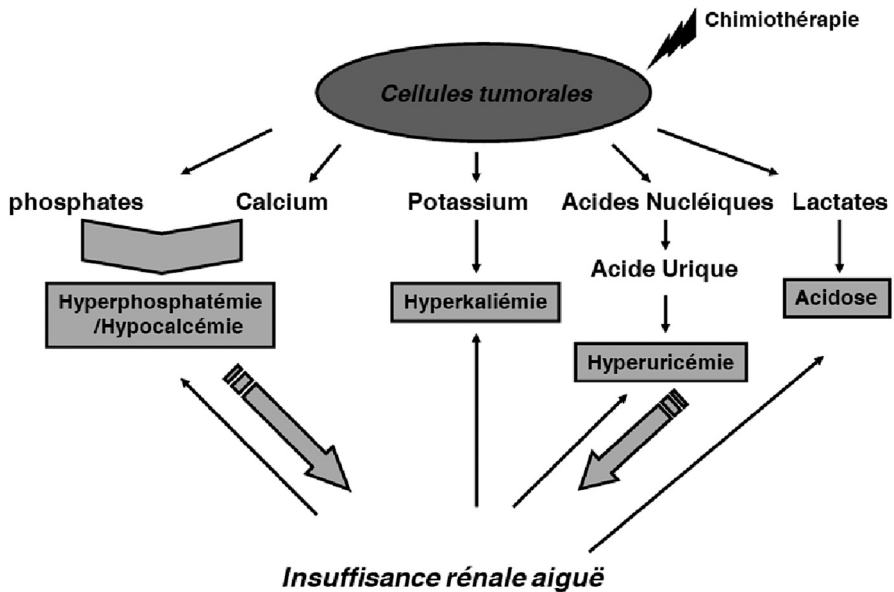 Chimiothérapie
Cellules tumorales
phosphates
Calcium
Potassium
Acides Nucléiques
Lactates
Acide Urique
Hyperphosphatémie
/Hypocalcémie
Hyperkaliémie
Acidose
Hyperuricémie
Insuffisance rénale aiguë